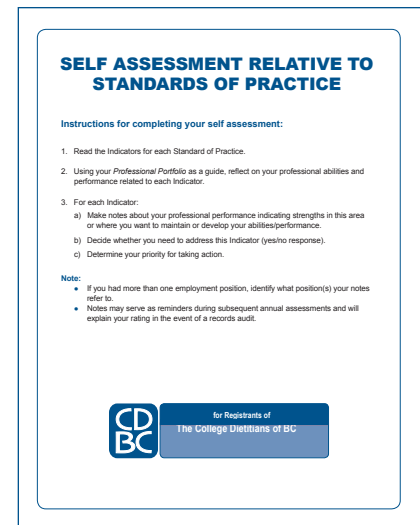 SELF ASSESSMENT RELATIVE TO
STANDARDS OF PRACTICE
Instructions for completing your self assessment:
1. Read the Indicators for each Standard of Practice.
2. Using your Professional Portfolio as a guide, reflect on your professional abilities and
performance related to each Indicator.
3. For each Indicator:
a) Make notes about your professional performance indicating strengths in this area
or where you want to maintain or develop your abilities/performance.
b) Decide whether you need to address this Indicator (yes/no response).
c) Determine your priority for taking action.
Note:
• If you had more than one employment position, identify what position(s) your notes
refer to.
• Notes may serve as reminders during subsequent annual assessments and will
explain your rating in the event of a records audit.
CD
BC
for Registrants of
The College Dietitians of BC